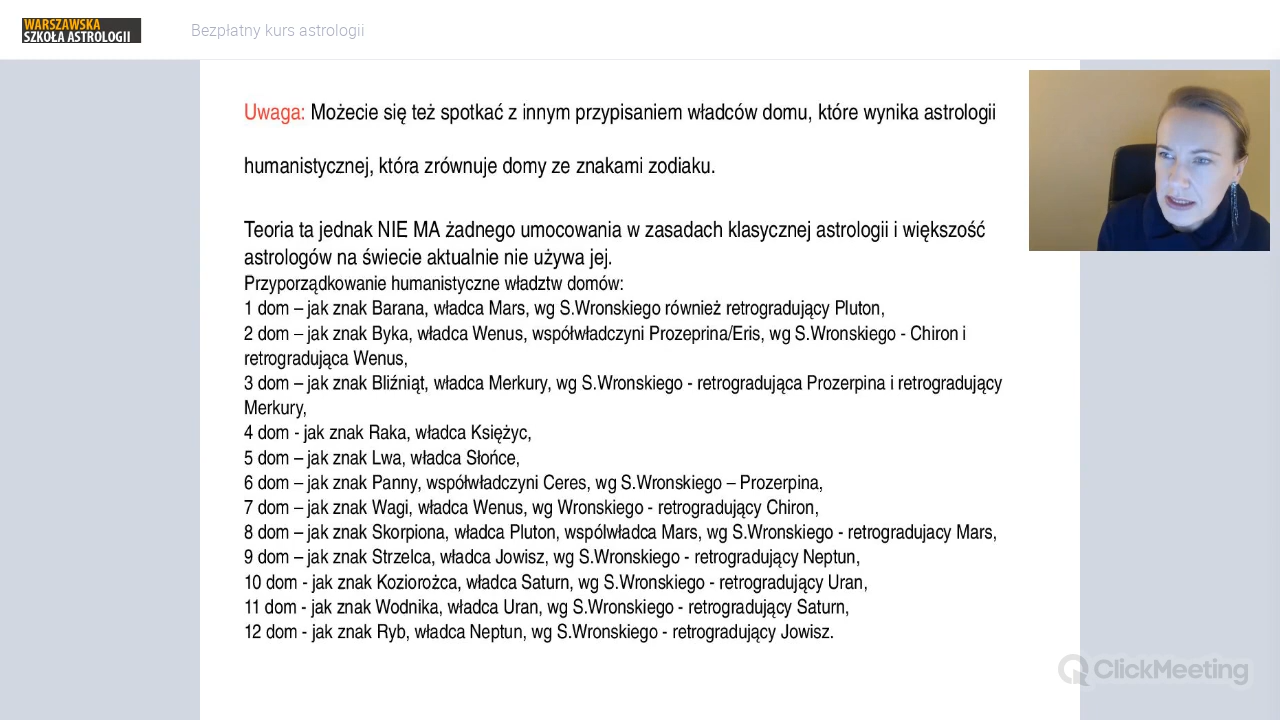 WARSZAWSKA
SZKOŁA ASTROLOGII
Bezpłatny kurs astrologii
Uwaga: Możecie się też spotkać z innym przypisaniem władców domu, które wynika astrologii
humanistycznej, która zrównuje domy ze znakami zodiaku.
Teoria ta jednak NIE MA żadnego umocowania w zasadach klasycznej astrologii i większość
astrologów na świecie aktualnie nie używa jej.
Przyporządkowanie humanistyczne władztw domów:
1 dom – jak znak Barana, władca Mars, wg S.Wronskiego również retrogradujący Pluton,
2 dom – jak znak Byka, władca Wenus, współwładczyni Prozeprina/Eris, wg S.Wronskiego - Chiron i
retrogradująca Wenus,
3 dom – jak znak Bliźniąt, władca Merkury, wg S.Wronskiego - retrogradująca Prozerpina i retrogradujący
Merkury,
4 dom - jak znak Raka, władca Księżyc,
5 dom – jak znak Lwa, władca Słońce,
6 dom – jak znak Panny, współwładczyni Ceres, wg S.Wronskiego – Prozerpina,
7 dom – jak znak Wagi, władca Wenus, wg Wronskiego - retrogradujący Chiron,
8 dom – jak znak Skorpiona, władca Pluton, wspólwładca Mars, wg S.Wronskiego - retrogradujacy Mars,
9 dom – jak znak Strzelca, władca Jowisz, wg S.Wronskiego - retrogradujący Neptun,
10 dom - jak znak Koziorożca, władca Saturn, wg S.Wronskiego - retrogradujący Uran,
11 dom - jak znak Wodnika, władca Uran, wg S.Wronskiego - retrogradujący Saturn,
12 dom - jak znak Ryb, władca Neptun, wg S.Wronskiego - retrogradujący Jowisz.
ClickMeeting